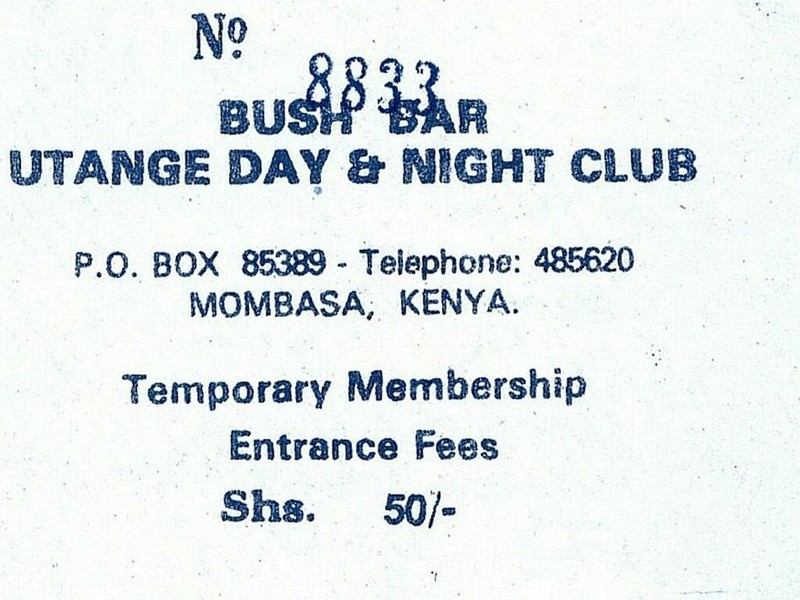 Nº
8833
BUSH BAR
UTANGE DAY & NIGHT CLUB
P.O. BOX 85389 - Telephone: 485620
MOMBASA, KENYA.
Temporary Membership
Entrance Fees
Shs. 50/-